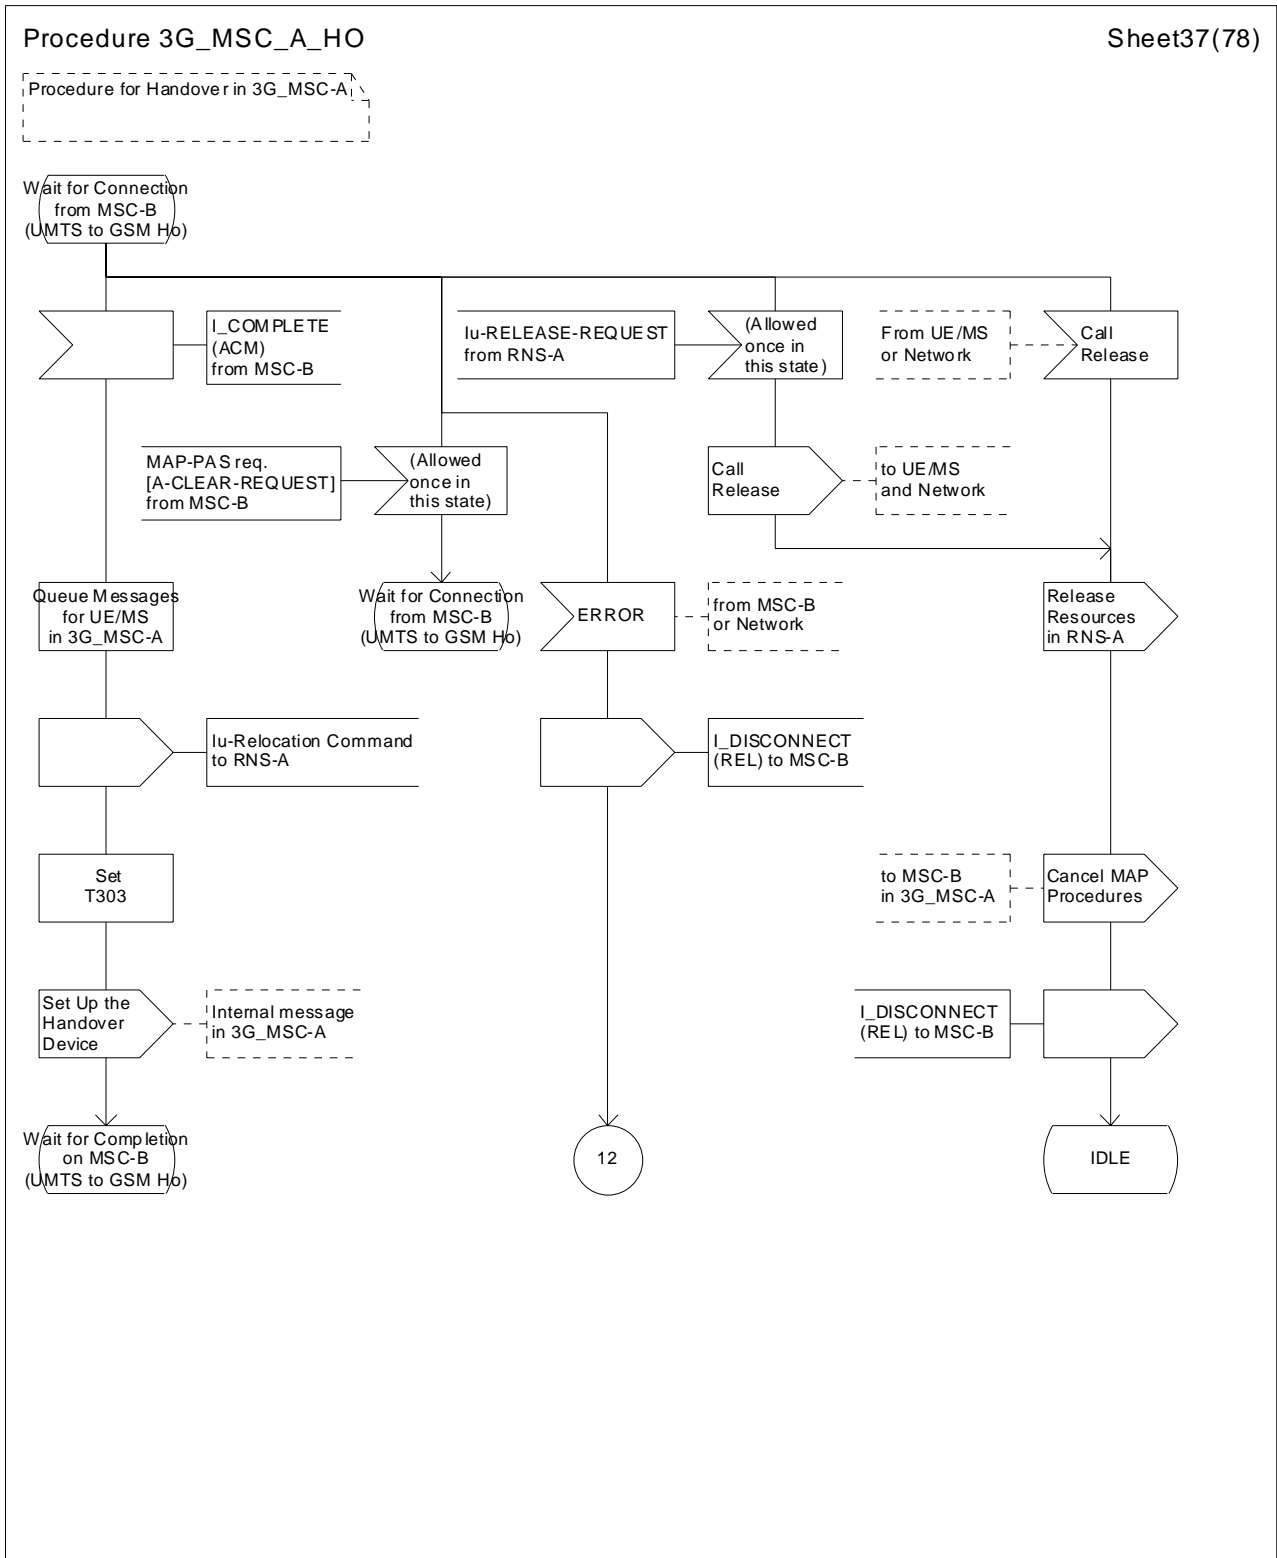 Procedure 3G_MSC_A_HO
Sheet37(78)
Procedure for Handover in 3G_MSC-A
Wait for Connection
from MSC-B
(UMTS to GSM Ho)
I_COMPLETE
(ACM)
from MSC-B
Iu-RELEASE-REQUEST
from RNS-A
(Allowed
once in
this state)
From UE/MS
or Network
Call
Release
MAP-PAS req.
[A-CLEAR-REQUEST]
from MSC-B
(Allowed
once in
this state)
Call
Release
to UE/MS
and Network
Queue Messages
for UE/MS
in 3G_MSC-A
Wait for Connection
from MSC-B
(UMTS to GSM Ho)
ERROR
from MSC-B
or Network
Release
Resources
in RNS-A
Iu-Relocation Command
to RNS-A
I_DISCONNECT
(REL) to MSC-B
Set
T303
to MSC-B
in 3G_MSC-A
Cancel MAP
Procedures
Set Up the
Handover
Device
Internal message
in 3G_MSC-A
I_DISCONNECT
(REL) to MSC-B
Wait for Completion
on MSC-B
(UMTS to GSM Ho)
12
IDLE